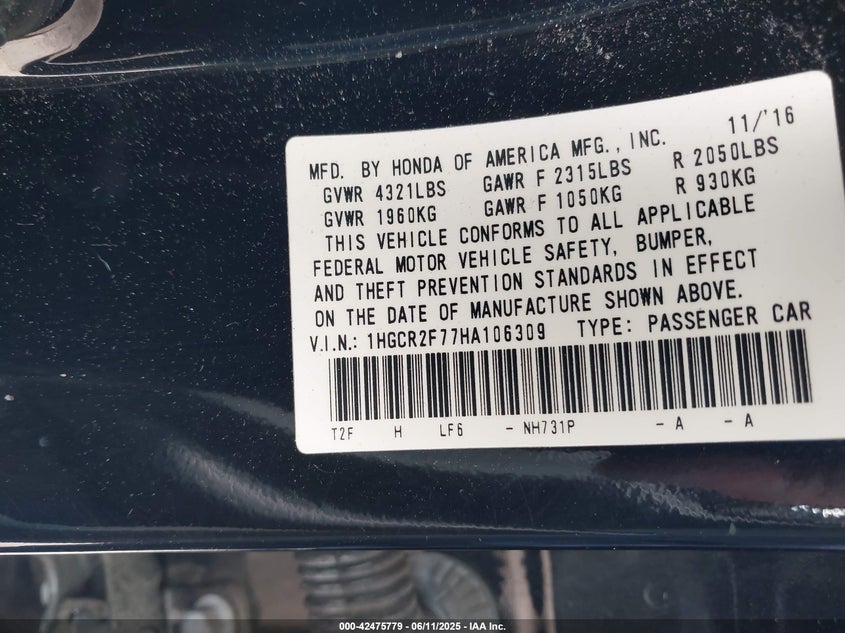 11/'16
MFD. BY HONDA OF AMERICA MFG., INC.
GVWR 4321LBS GAWR F 2315LBS R 2050LBS
GVWR 1960KG GAWR F 1050KG R 930KG
THIS VEHICLE CONFORMS TO ALL APPLICABLE
FEDERAL MOTOR VEHICLE SAFETY, BUMPER,
AND THEFT PREVENTION STANDARDS IN EFFECT
ON THE DATE OF MANUFACTURE SHOWN ABOVE.
V.I.N.: 1HGCR2F77HA106309 TYPE: PASSENGER CAR
T2F H LF6 - NH731P - A - A
000-42475779 - 06/11/2025 - IAA Inc.